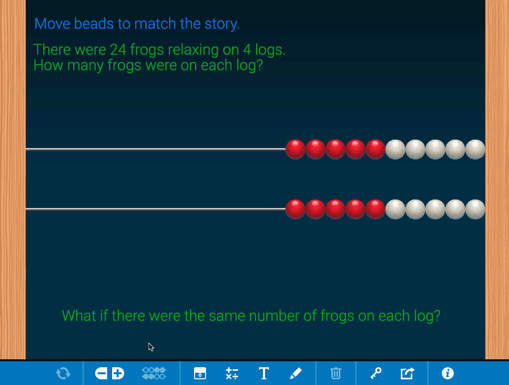 Move beads to match the story.
There were 24 frogs relaxing on 4 logs.
How many frogs were on each log?
What if there were the same number of frogs on each log?
T